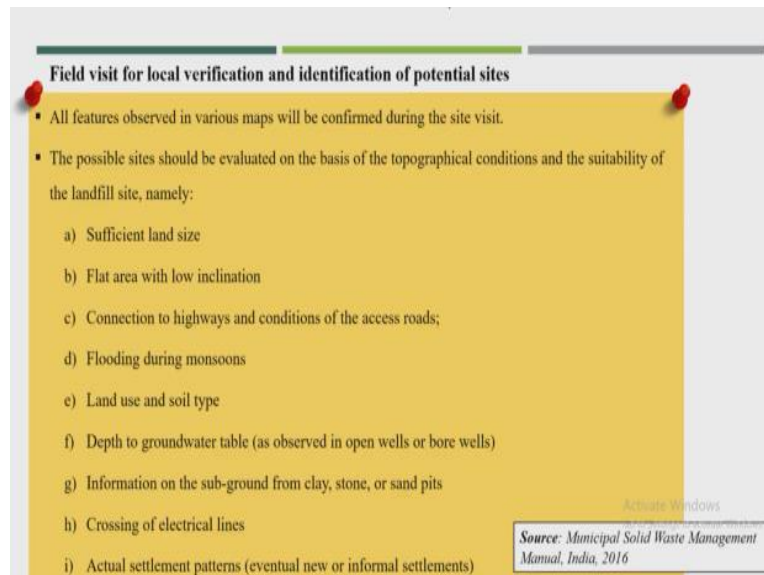 Field visit for local verification and identification of potential sites
▪ All features observed in various maps will be confirmed during the site visit.
▪ The possible sites should be evaluated on the basis of the topographical conditions and the suitability of
the landfill site, namely:
a) Sufficient land size
b) Flat area with low inclination
c) Connection to highways and conditions of the access roads;
d) Flooding during monsoons
e) Land use and soil type
f) Depth to groundwater table (as observed in open wells or bore wells)
g) Information on the sub-ground from clay, stone, or sand pits
h) Crossing of electrical lines
i) Actual settlement patterns (eventual new or informal settlements)
Activate Windows
Source: Municipal Solid Waste Management
Manual, India, 2016